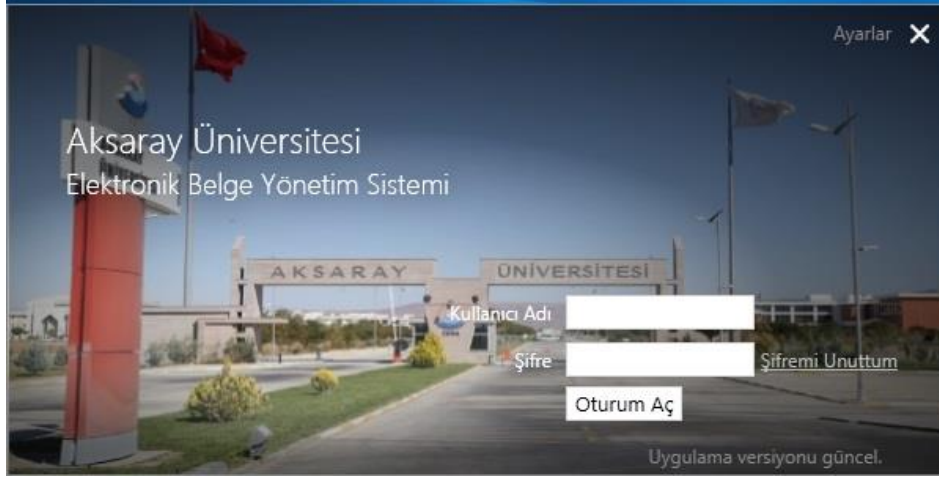 Ayarlar
Aksaray Üniversitesi
Elektronik Belge Yönetim Sistemi
AKSARAY ÜNİVERSİTESİ
Kullanıcı Adı
Şifre
Şifremi Unuttum
Oturum Aç
Uygulama versiyonu güncel.